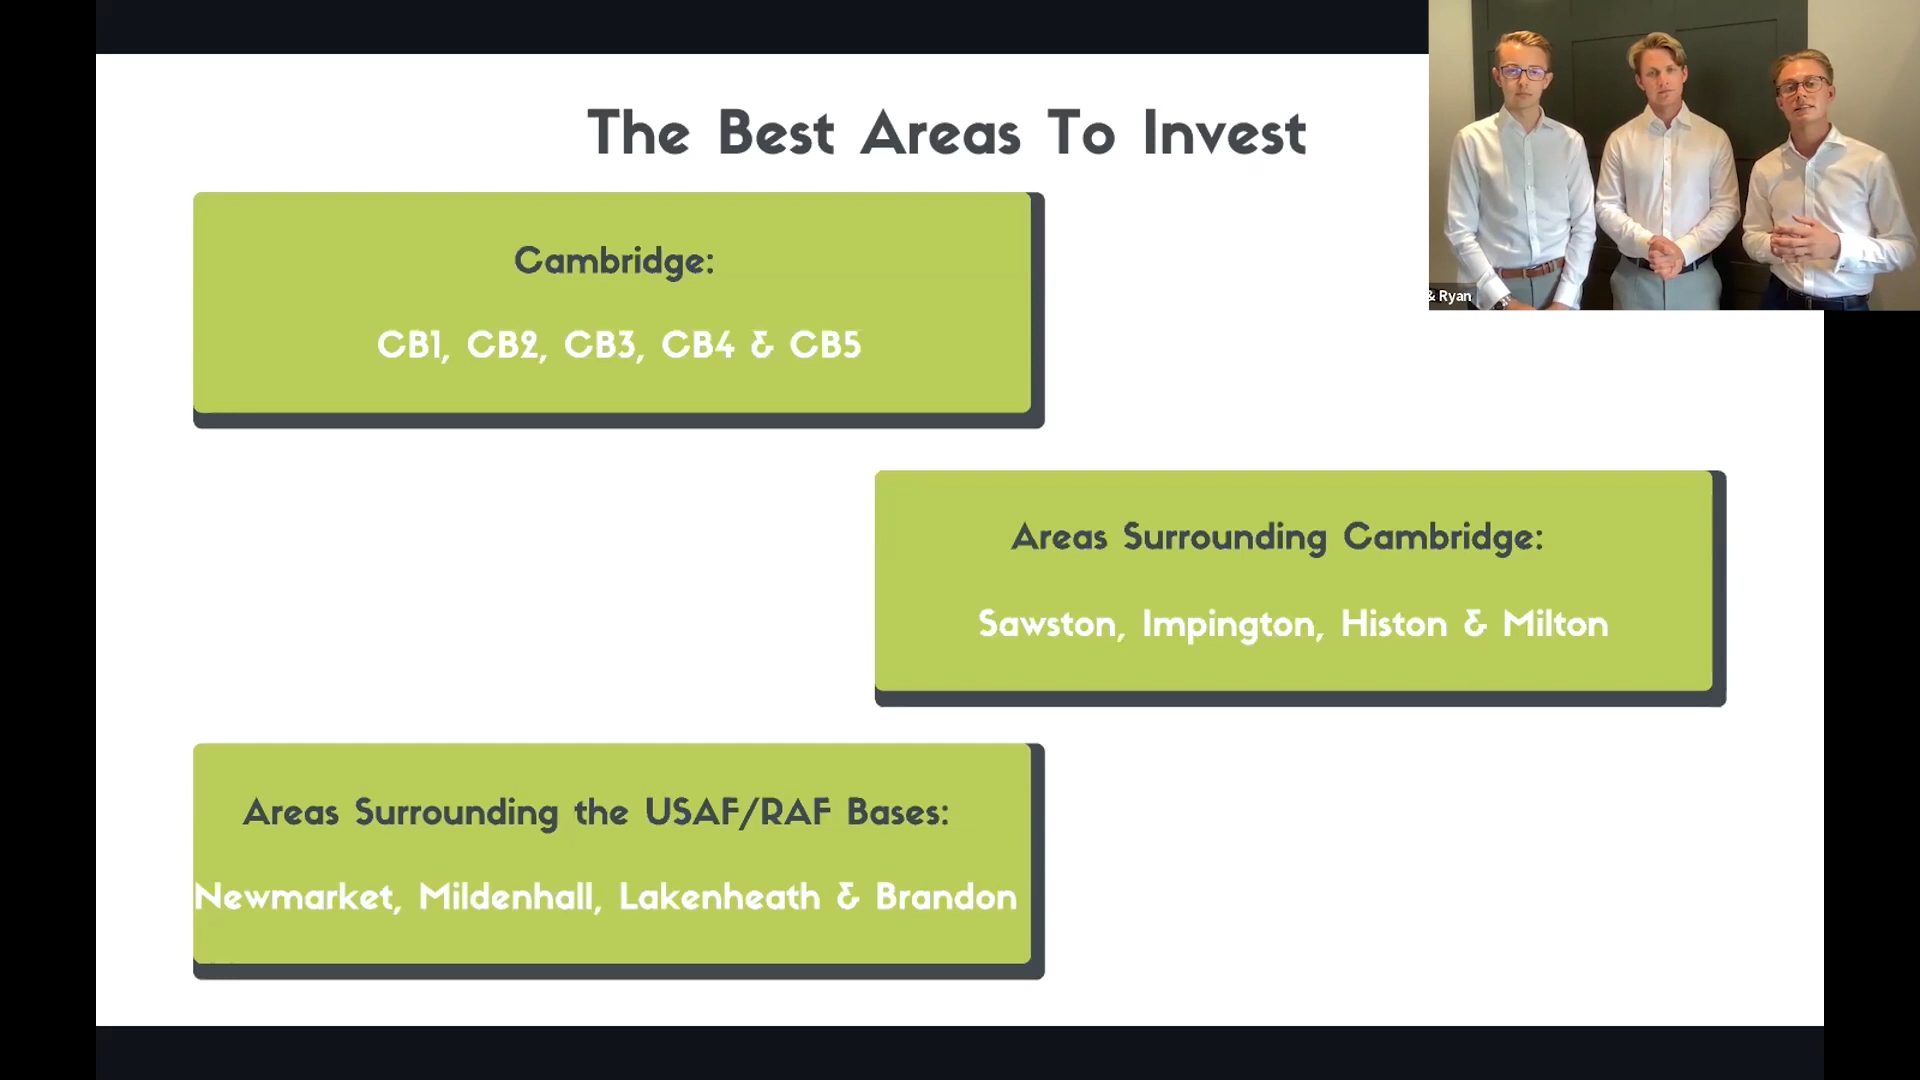 The Best Areas To Invest
Cambridge:
CB1, CB2, CB3, CB4 & CB5
& Ryan
Areas Surrounding Cambridge:
Sawston, Impington, Histon & Milton
Areas Surrounding the USAF/RAF Bases:
Newmarket, Mildenhall, Lakenheath & Brandon